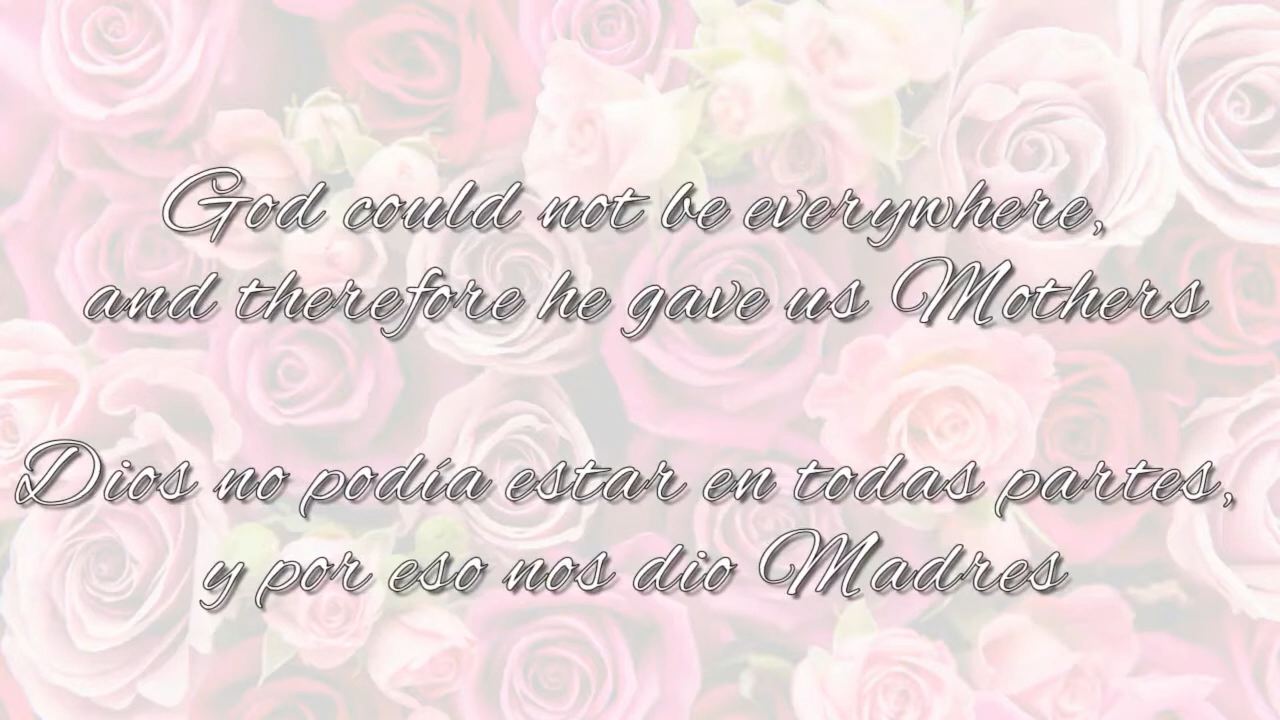 God could not be everywhere,
and therefore he gave us Mothers
Dios no podía estar en todas partes,
y por eso nos dio Madres